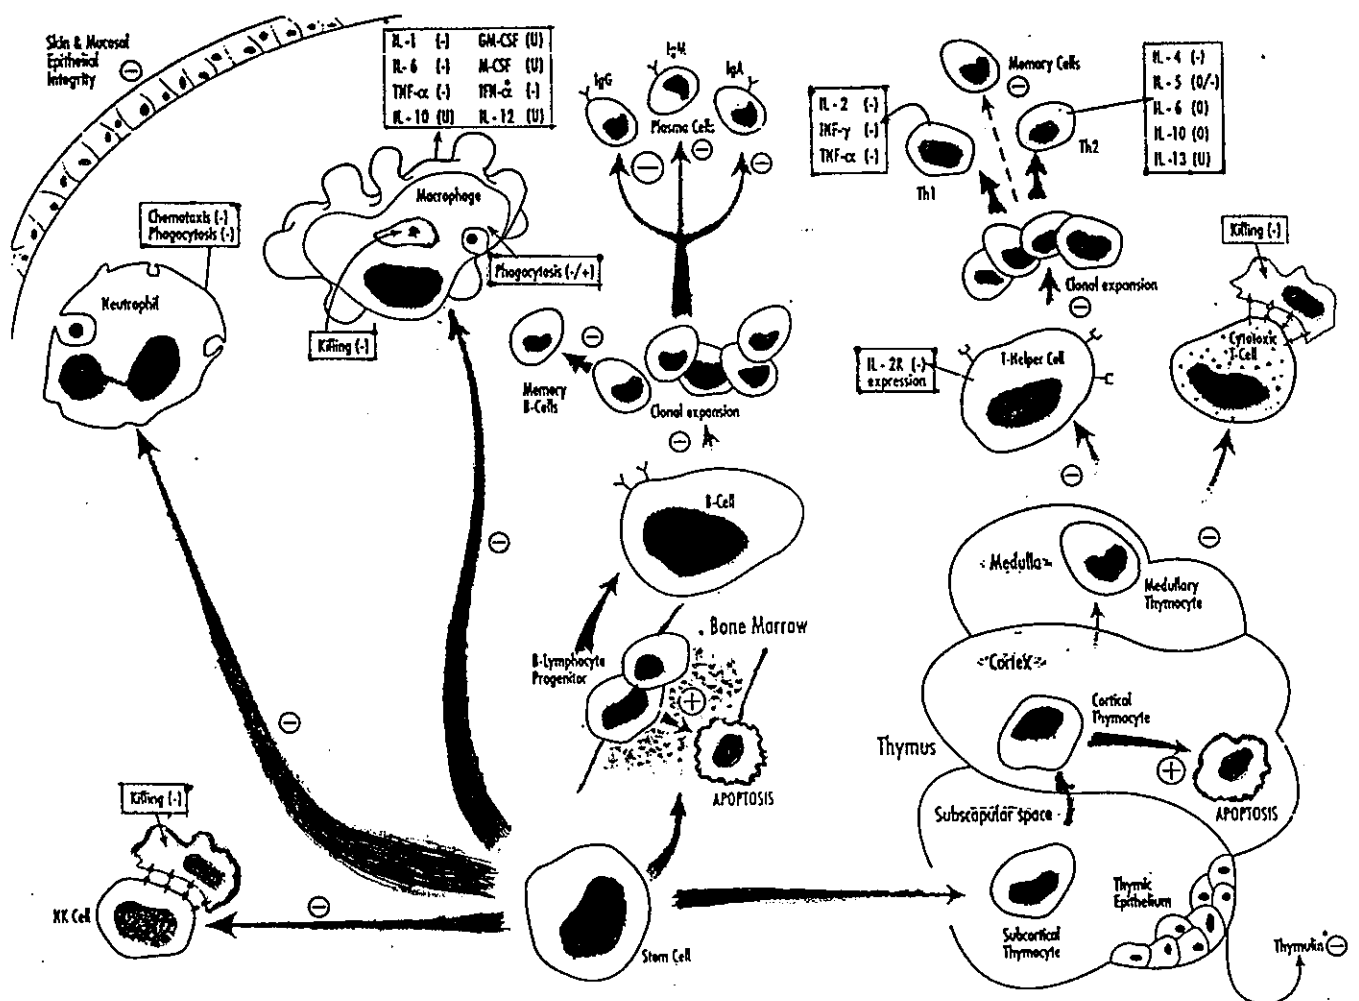 Skin & Mucosal
Epithelial
Integrity
IL-1 (-) GM-CSF (U)
IL-6 (-) M-CSF (U)
TNF-α (-) IFN-α* (-)
IL-10 (U) IL-12 (U)
IgG
IgM
IgA
Plasma Cells
Memory Cells
IL-2 (-)
INF-γ (-)
TNF-α (-)
Th1
Th2
IL-4 (-)
IL-5 (0/-)
IL-6 (0)
IL-10 (0)
IL-13 (U)
Chemotaxis (-)
Phagocytosis (-)
Neutrophil
Macrophage
Phagocytosis (-/+)
Killing (-)
Killing (-)
Clonal expansion
Cytotoxic
T-Cell
T-Helper Cell
IL-2R (-)
expression
Memory
B-Cells
Clonal expansion
B-Cell
Medulla
Medullary
Thymocyte
Bone Marrow
B-Lymphocyte
Progenitor
Cortex
Cortical
Thymocyte
Thymus
APOPTOSIS
APOPTOSIS
Subscapular space
Killing (-)
NK Cell
Stem Cell
Subcortical
Thymocyte
Thymic
Epithelium
Thymulin*